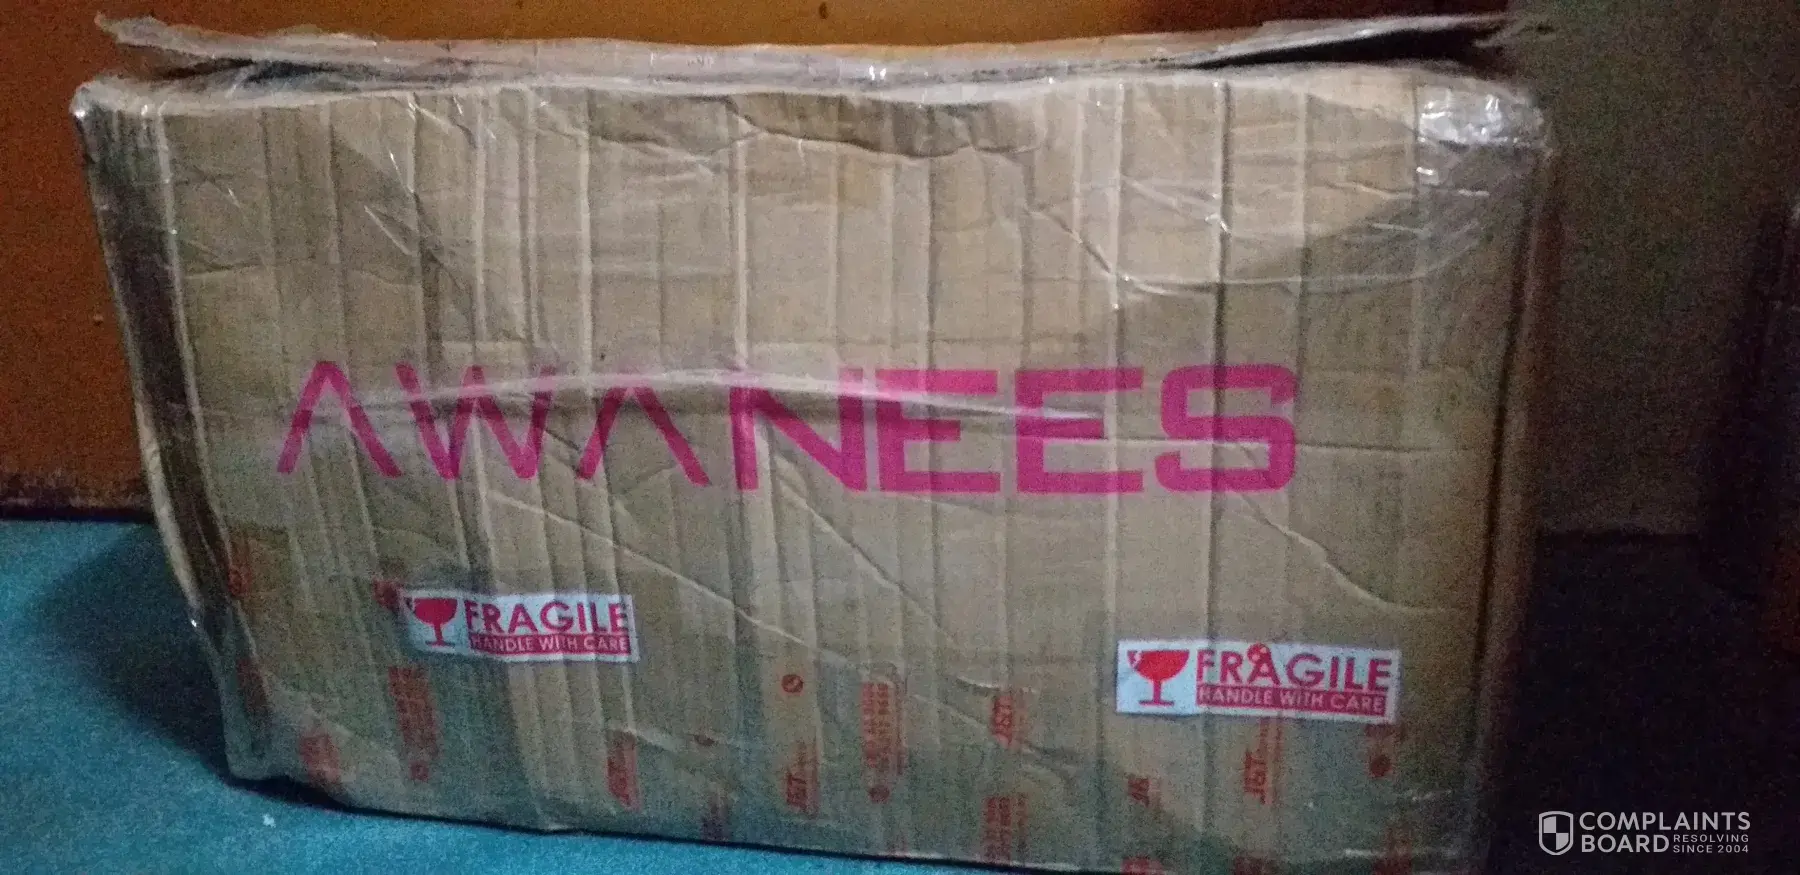 AWANEES
FRAGILE
HANDLE WITH CARE
FRAGILE
HANDLE WITH CARE
J&T
J&T
J&T
J&T
COMPLAINTS
BOARD RESOLVING
SINCE 2004